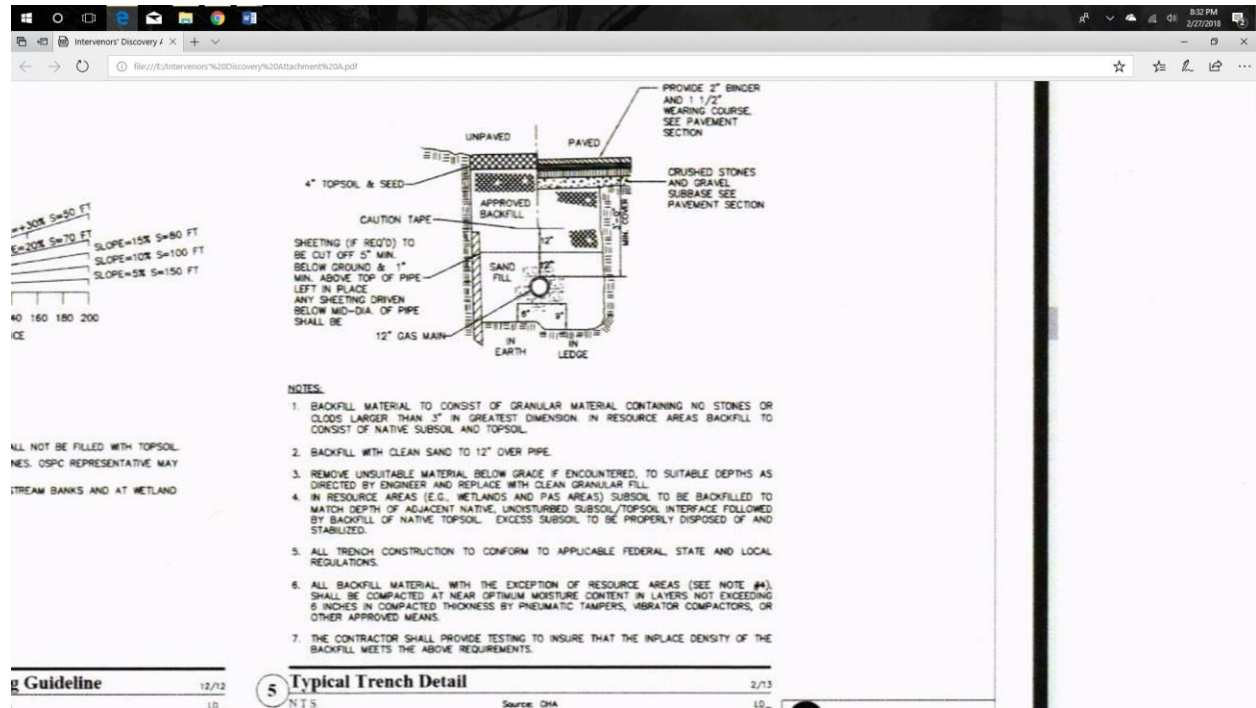 8:32 PM
2/27/2018
Intervenors' Discovery A
file:///E:/Intervenors'%20Discovery%20Attachment%20A.pdf
PROVIDE 2" BINDER
AND 1 1/2"
WEARING COURSE.
SEE PAVEMENT
SECTION
UNPAVED
PAVED
4" TOPSOIL & SEED
CRUSHED STONES
AND GRAVEL
SUBBASE SEE
PAVEMENT SECTION
APPROVED
BACKFILL
CAUTION TAPE
MIN. COVER
12"
SHEETING (IF REQ'D) TO
BE CUT OFF 5" MIN.
BELOW GROUND & 1"
MIN. ABOVE TOP OF PIPE
LEFT IN PLACE
ANY SHEETING DRIVEN
BELOW MID-DIA. OF PIPE
SHALL BE
SAND
FILL
12"
6"
9"
12" GAS MAIN
IN
EARTH
IN
LEDGE
=+30% S=50 FT
E=20% S=70 FT
SLOPE=15% S=80 FT
SLOPE=10% S=100 FT
SLOPE=5% S=150 FT
40 160 180 200
CE
ALL NOT BE FILLED WITH TOPSOIL.
NES. OSPC REPRESENTATIVE MAY
STREAM BANKS AND AT WETLAND
NOTES:
1. BACKFILL MATERIAL TO CONSIST OF GRANULAR MATERIAL CONTAINING NO STONES OR
CLODS LARGER THAN 3" IN GREATEST DIMENSION. IN RESOURCE AREAS BACKFILL TO
CONSIST OF NATIVE SUBSOIL AND TOPSOIL.
2. BACKFILL WITH CLEAN SAND TO 12" OVER PIPE.
3. REMOVE UNSUITABLE MATERIAL BELOW GRADE IF ENCOUNTERED, TO SUITABLE DEPTHS AS
DIRECTED BY ENGINEER AND REPLACE WITH CLEAN GRANULAR FILL.
4. IN RESOURCE AREAS (E.G., WETLANDS AND PAS AREAS) SUBSOIL TO BE BACKFILLED TO
MATCH DEPTH OF ADJACENT NATIVE, UNDISTURBED SUBSOIL/TOPSOIL INTERFACE FOLLOWED
BY BACKFILL OF NATIVE TOPSOIL. EXCESS SUBSOIL TO BE PROPERLY DISPOSED OF AND
STABILIZED.
5. ALL TRENCH CONSTRUCTION TO CONFORM TO APPLICABLE FEDERAL, STATE AND LOCAL
REGULATIONS.
6. ALL BACKFILL MATERIAL, WITH THE EXCEPTION OF RESOURCE AREAS (SEE NOTE #4),
SHALL BE COMPACTED AT NEAR OPTIMUM MOISTURE CONTENT IN LAYERS NOT EXCEEDING
6 INCHES IN COMPACTED THICKNESS BY PNEUMATIC TAMPERS, VIBRATOR COMPACTORS, OR
OTHER APPROVED MEANS.
7. THE CONTRACTOR SHALL PROVIDE TESTING TO INSURE THAT THE INPLACE DENSITY OF THE
BACKFILL MEETS THE ABOVE REQUIREMENTS.
g Guideline 12/12
5 Typical Trench Detail 2/13
NTS Source: CHA